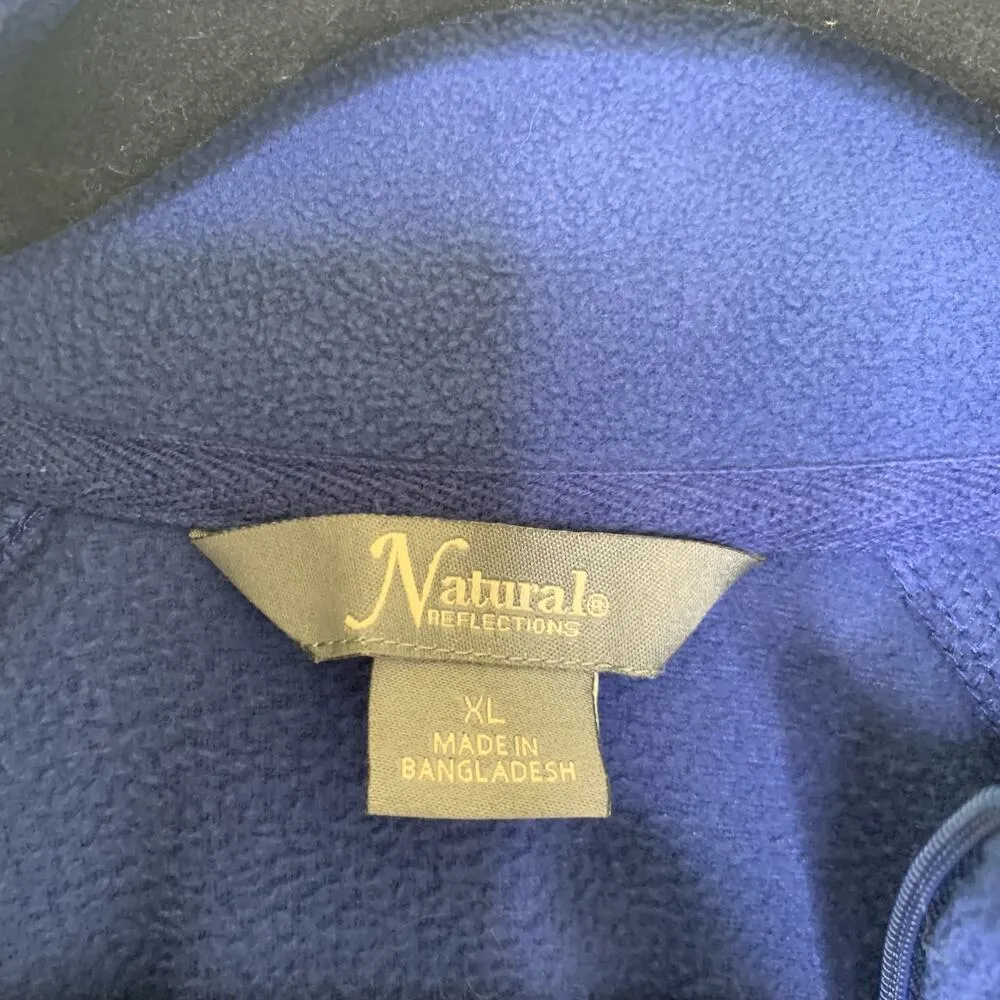 Natural®
REFLECTIONS
XL
MADE IN
BANGLADESH